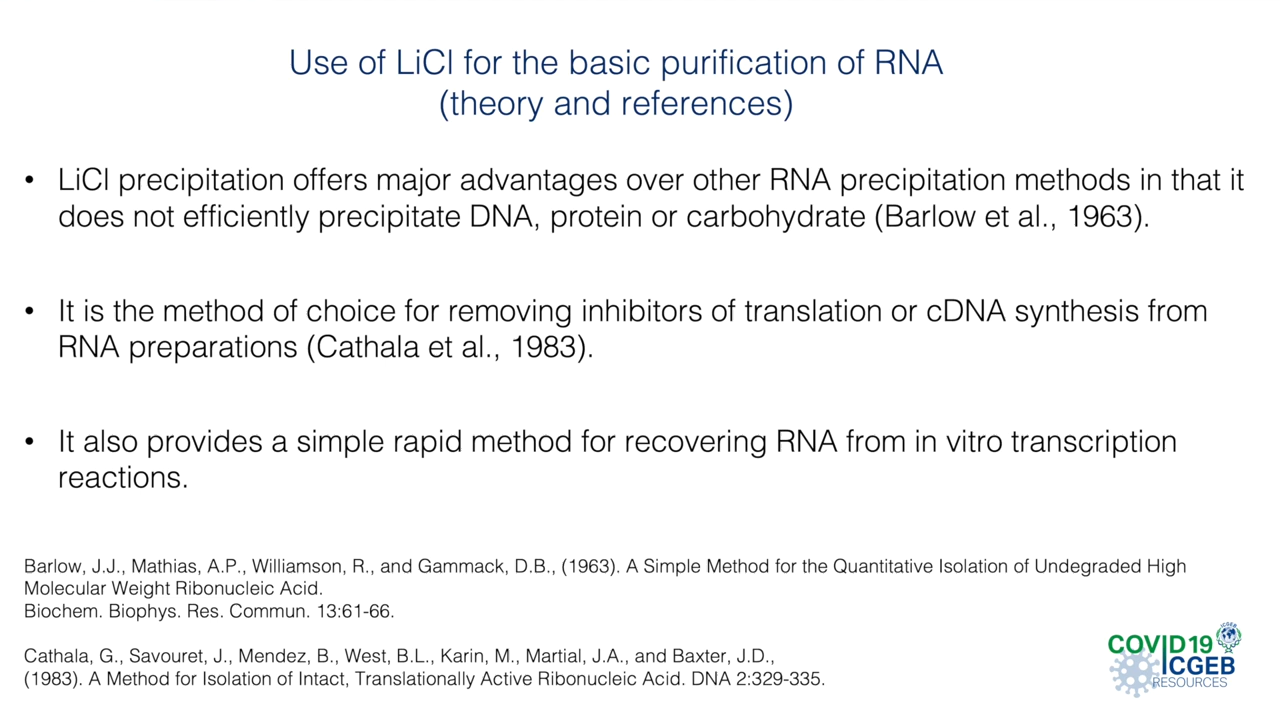 Use of LiCl for the basic purification of RNA
(theory and references)
• LiCl precipitation offers major advantages over other RNA precipitation methods in that it
does not efficiently precipitate DNA, protein or carbohydrate (Barlow et al., 1963).
• It is the method of choice for removing inhibitors of translation or cDNA synthesis from
RNA preparations (Cathala et al., 1983).
• It also provides a simple rapid method for recovering RNA from in vitro transcription
reactions.
Barlow, J.J., Mathias, A.P., Williamson, R., and Gammack, D.B., (1963). A Simple Method for the Quantitative Isolation of Undegraded High
Molecular Weight Ribonucleic Acid.
Biochem. Biophys. Res. Commun. 13:61-66.
Cathala, G., Savouret, J., Mendez, B., West, B.L., Karin, M., Martial, J.A., and Baxter, J.D.,
(1983). A Method for Isolation of Intact, Translationally Active Ribonucleic Acid. DNA 2:329-335.
ICGEB
COVID19
ICGEB
RESOURCES